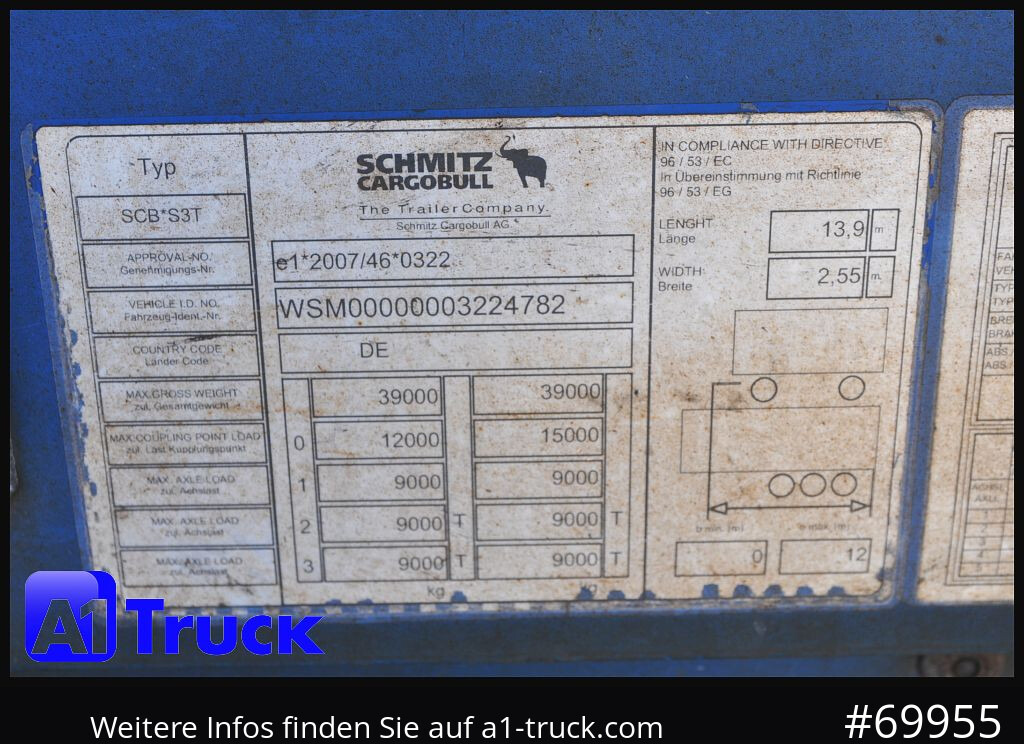 Typ
SCHMITZ
CARGOBULL
The Trailer Company.
Schmitz Cargobull AG
IN COMPLIANCE WITH DIRECTIVE
96 / 53 / EC
In Übereinstimmung mit Richtlinie
96 / 53 / EG
SCB*S3T
LENGHT
Länge
13,9 m
APPROVAL-NO.
Genehmigungs-Nr.
e1*2007/46*0322
WIDTH
Breite
2,55 m.
VEHICLE I.D. NO.
Fahrzeug-Ident.-Nr.
WSM00000003224782
COUNTRY CODE
Länder Code
DE
MAX.GROSS WEIGHT
zul. Gesamtgewicht
39000 39000
MAX.COUPLING POINT LOAD
zul. Last Kupplungspunkt
0 12000 15000
MAX. AXLE LOAD
zul. Achslast
1 9000 9000
MAX. AXLE LOAD
zul. Achslast
2 9000 T 9000 T
MAX. AXLE LOAD
zul. Achslast
3 9000 T 9000 T
kg kg
b min. [m]
0 12
ABS
ABS
ACHSE
AXLE
A1 Truck
Weitere Infos finden Sie auf a1-truck.com
#69955